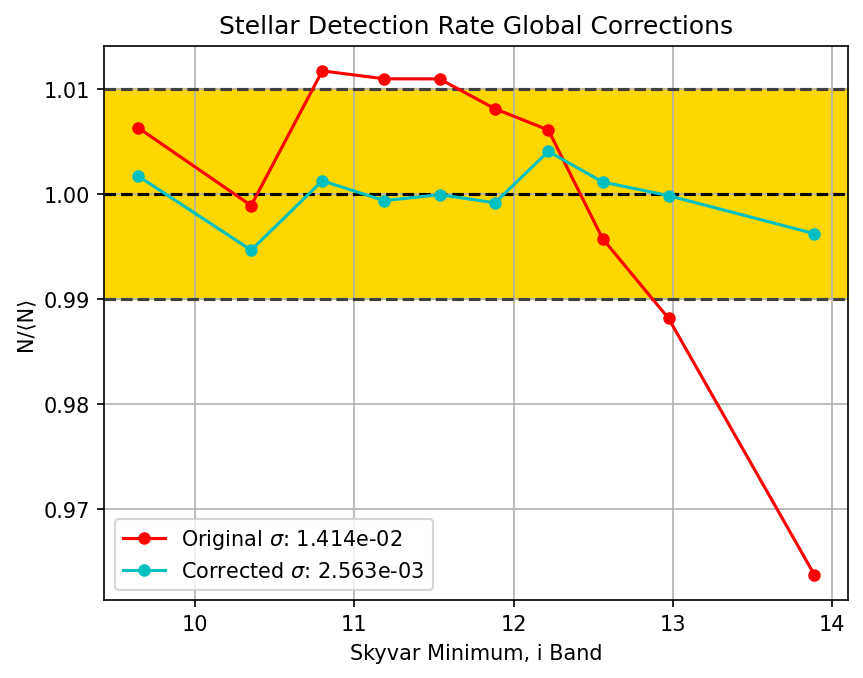 Stellar Detection Rate Global Corrections
N/⟨N⟩
1.01
1.00
0.99
0.98
0.97
Original σ: 1.414e-02
Corrected σ: 2.563e-03
10
11
12
13
14
Skyvar Minimum, i Band